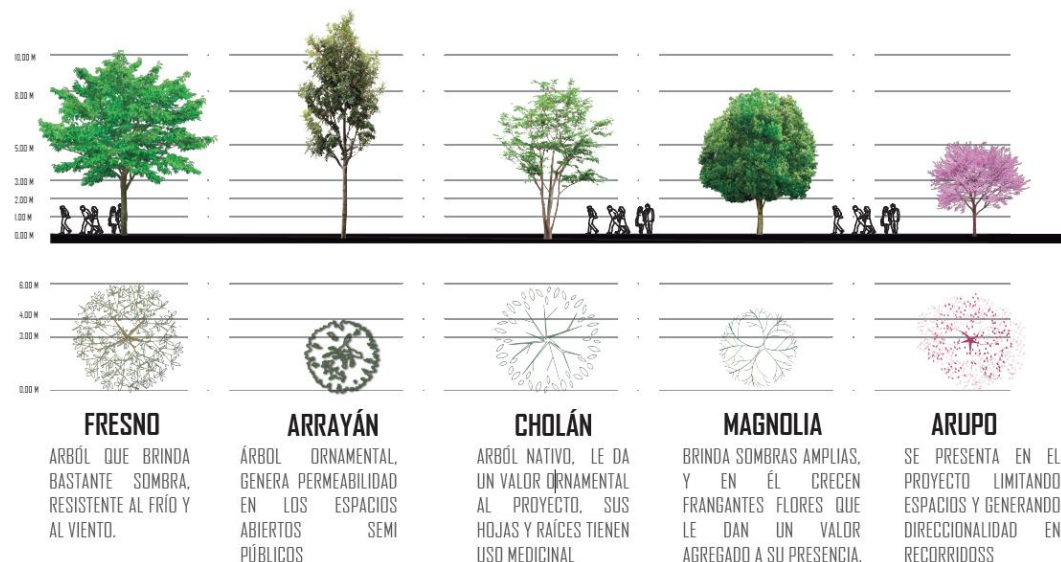 10.00 M
8.00 M
5.00 M
3.00 M
2.00 M
1.00 M
0.00 M
6.00 M
4.00 M
3.00 M
0.00 M
FRESNO
ARBÓL QUE BRINDA
BASTANTE SOMBRA,
RESISTENTE AL FRÍO Y
AL VIENTO.
ARRAYÁN
ÁRBOL ORNAMENTAL,
GENERA PERMEABILIDAD
EN LOS ESPACIOS
ABIERTOS SEMI
PÚBLICOS
CHOLÁN
ARBÓL NATIVO, LE DA
UN VALOR ORNAMENTAL
AL PROYECTO, SUS
HOJAS Y RAÍCES TIENEN
USO MEDICINAL
MAGNOLIA
BRINDA SOMBRAS AMPLIAS,
Y EN ÉL CRECEN
FRANGANTES FLORES QUE
LE DAN UN VALOR
AGREGADO A SU PRESENCIA.
ARUPO
SE PRESENTA EN EL
PROYECTO LIMITANDO
ESPACIOS Y GENERANDO
DIRECCIONALIDAD EN
RECORRIDOSS